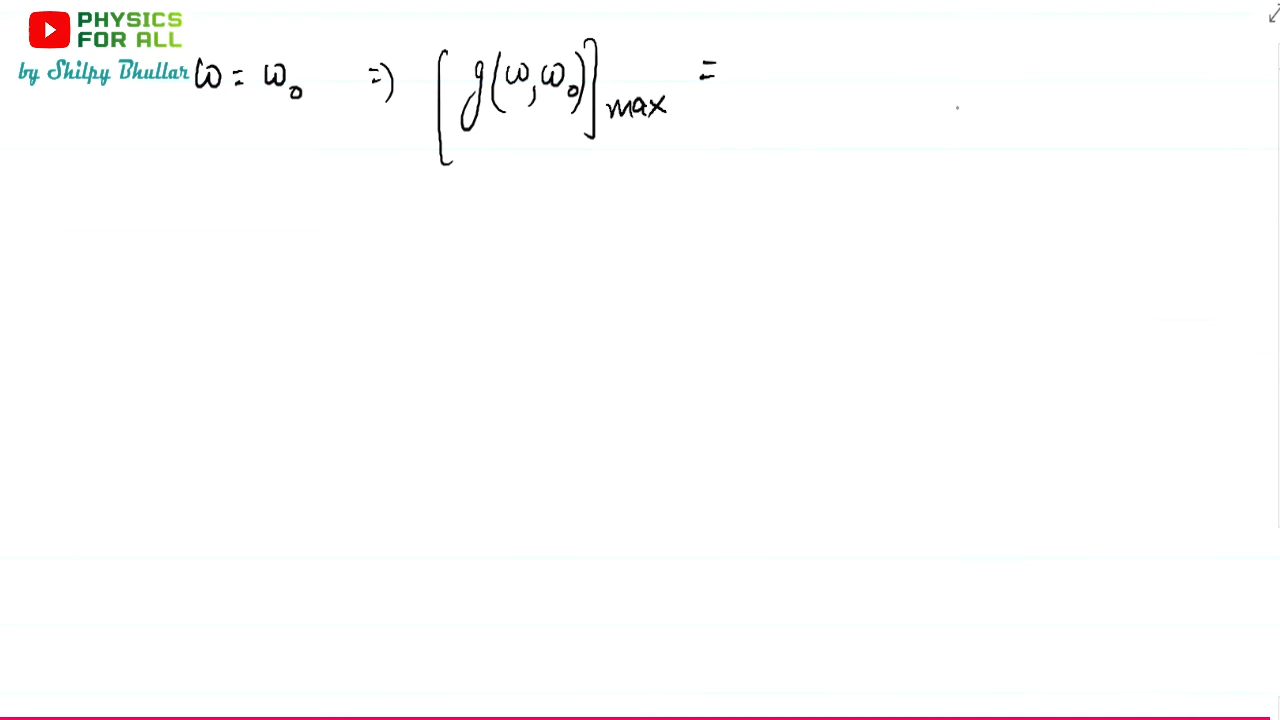 PHYSICS
FOR ALL
by Shilpy Bhullar
ω = ω₀ ⇒ [g(ω, ω₀)]max =